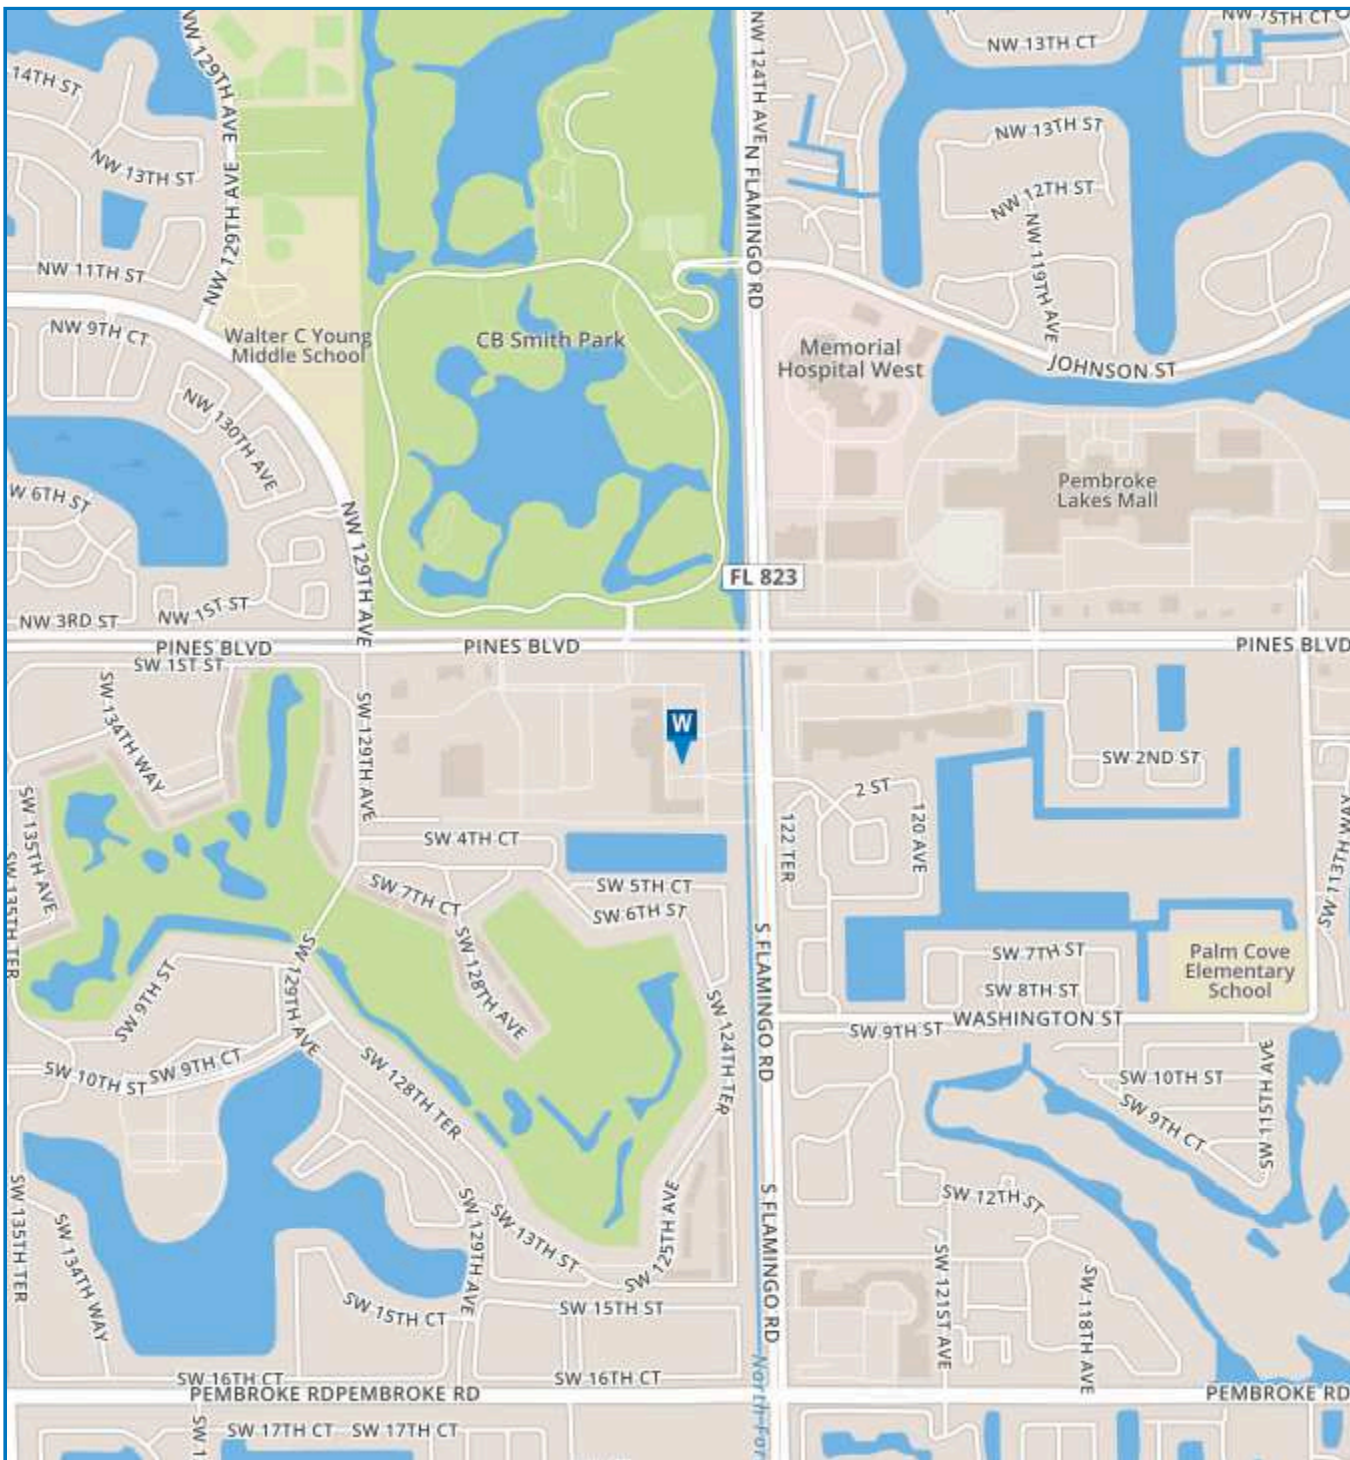 NW 129TH AVE
NW 124TH AVE
NW 13TH CT
14TH ST
NW 13TH ST
NW 129TH AVE
N FLAMINGO RD
NW 13TH ST
NW 12TH ST
NW 119TH AVE
NW 11TH ST
NW 9TH CT
Walter C Young
Middle School
CB Smith Park
Memorial
Hospital West
JOHNSON ST
NW 130TH AVE
W 6TH ST
Pembroke
Lakes Mall
NW 129TH AVE
FL 823
NW 3RD ST
NW 1ST ST
PINES BLVD
PINES BLVD
PINES BLVD
SW 1ST ST
SW 134TH WAY
SW 129TH AVE
W
SW 2ND ST
2 ST
SW 135TH AVE
SW 4TH CT
122 TER
120 AVE
SW 113TH WAY
SW 135TH TER
SW 7TH CT
SW 5TH CT
SW 6TH ST
SW 129TH AVE
SW 128TH AVE
S FLAMINGO RD
SW 7TH ST
SW 8TH ST
Palm Cove
Elementary
School
SW 9TH ST
SW 124TH TER
SW 9TH ST
WASHINGTON ST
SW 10TH ST
SW 9TH CT
SW 128TH TER
SW 10TH ST
SW 9TH CT
SW 115TH AVE
SW 135TH TER
SW 134TH WAY
SW 129TH AVE
SW 13TH ST
SW 125TH AVE
S FLAMINGO RD
SW 12TH ST
SW 121ST AVE
SW 118TH AVE
SW 15TH CT
SW 15TH ST
SW 16TH CT
SW 16TH CT
PEMBROKE RD
PEMBROKE RD
PEMBROKE RD
North For
SW 1
SW 17TH CT
SW 17TH CT